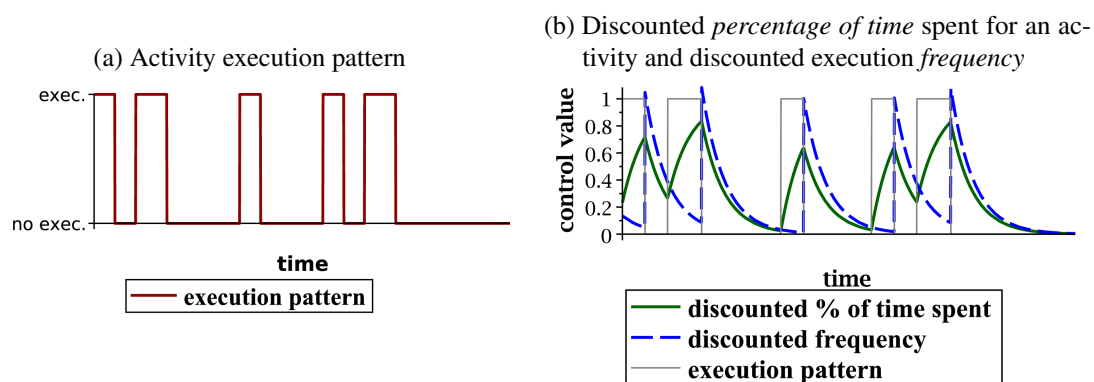 (a) Activity execution pattern
exec.
no exec.
time
execution pattern
(b) Discounted percentage of time spent for an ac-
tivity and discounted execution frequency
control value
1
0.8
0.6
0.4
0.2
0
time
discounted % of time spent
discounted frequency
execution pattern